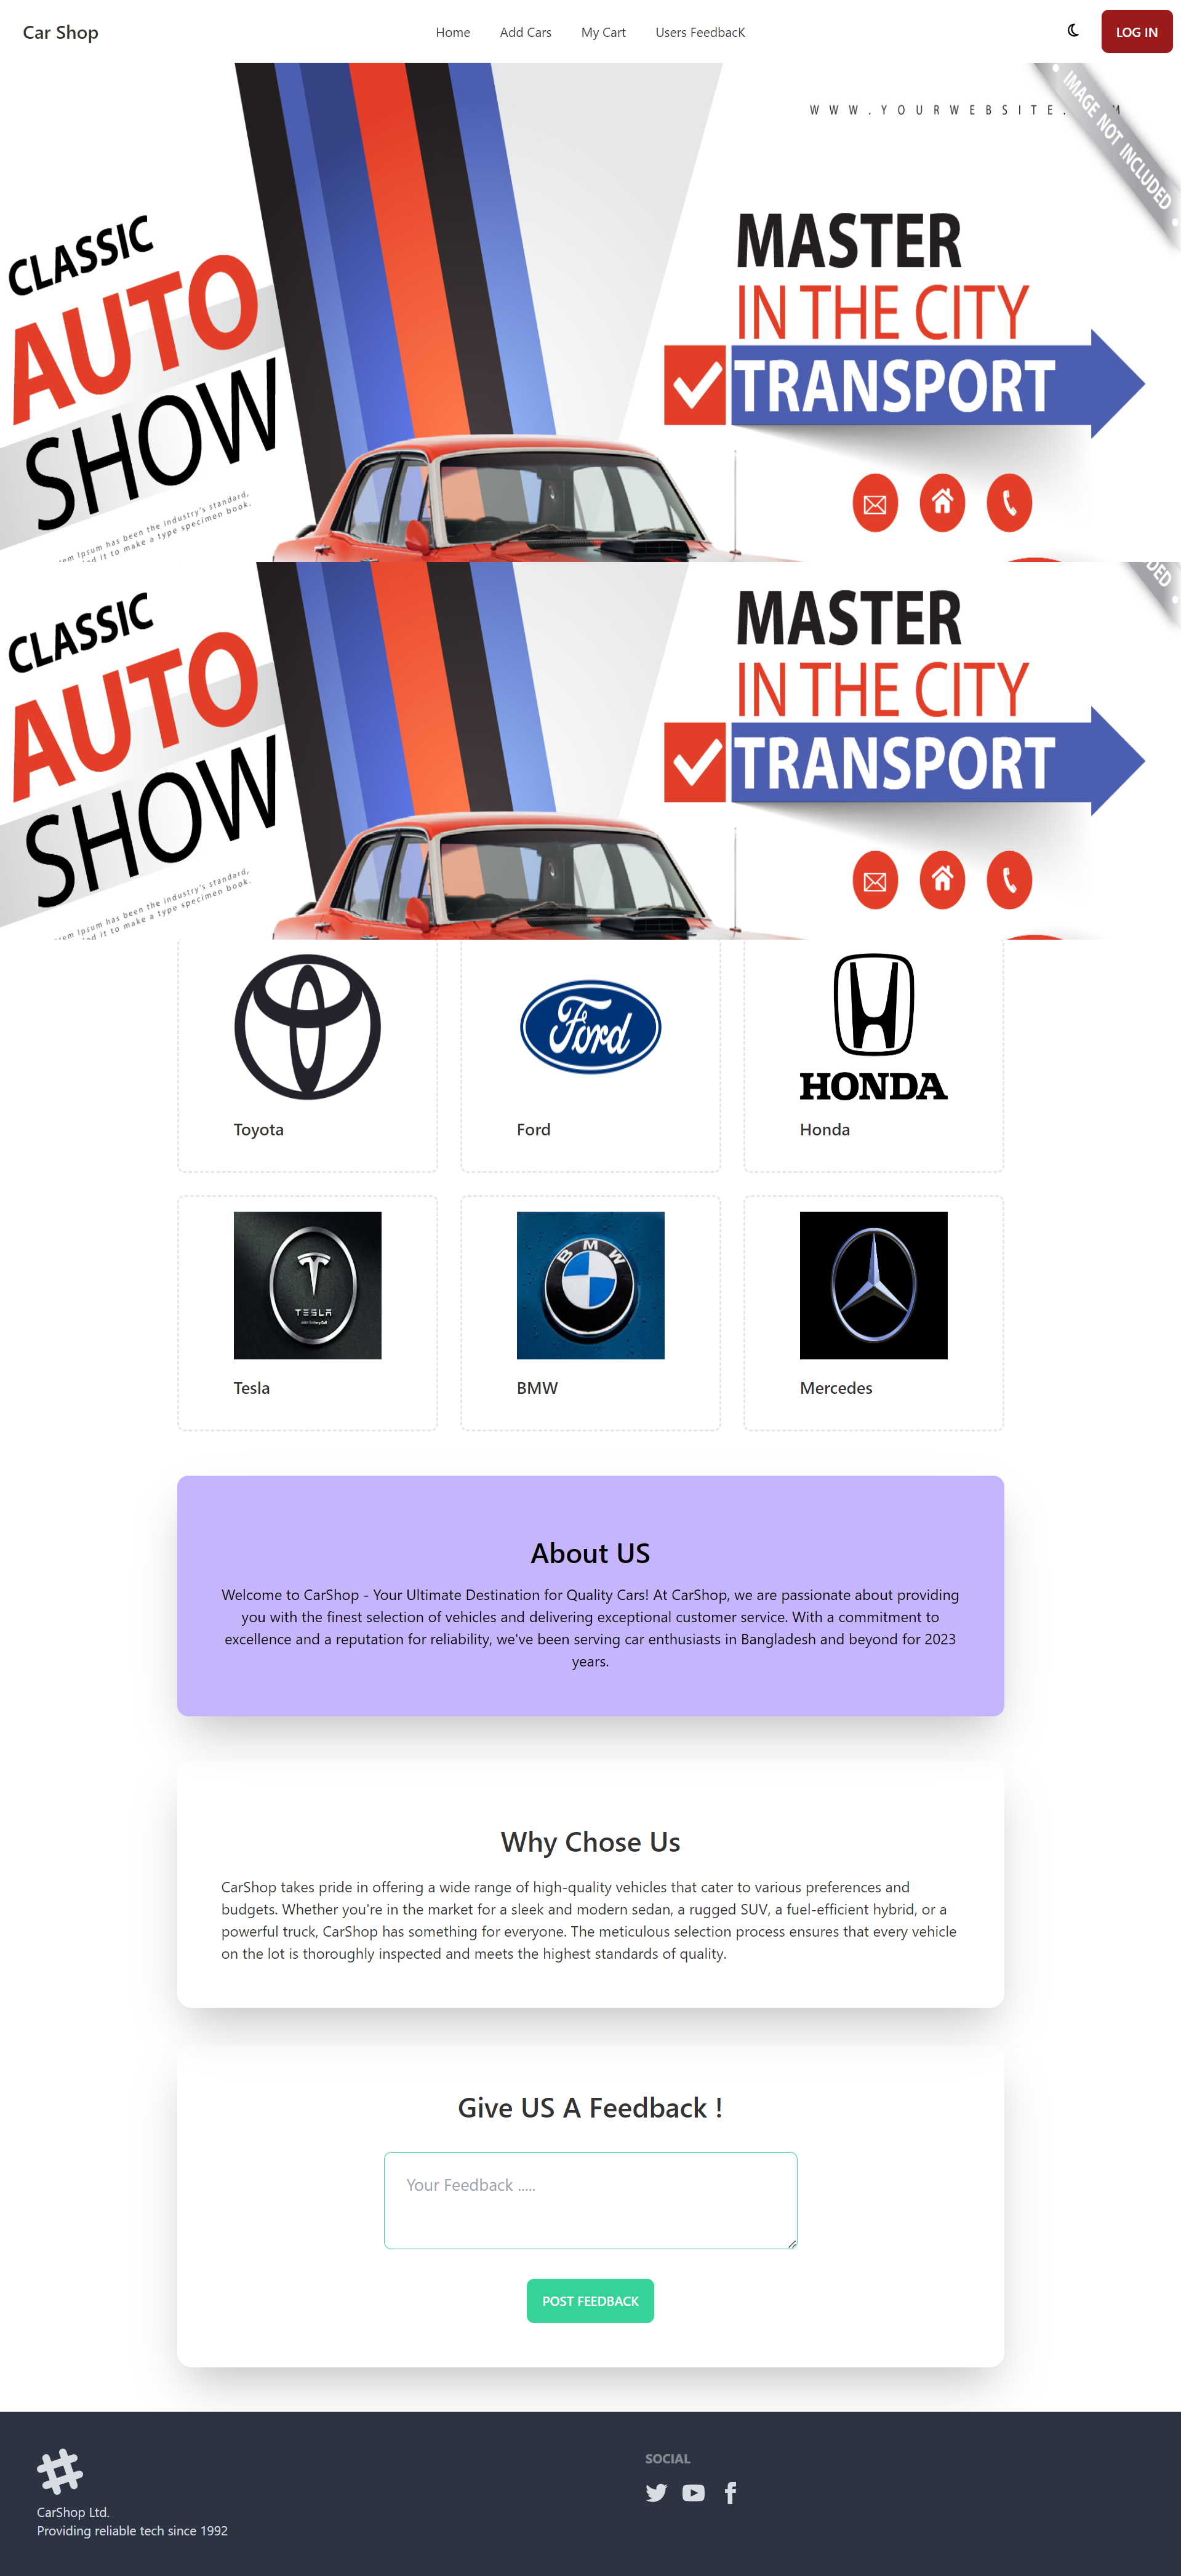 Car Shop
Home
Add Cars
My Cart
Users FeedbacK
LOG IN
WWW.YOURWEBSITE.
IMAGE NOT INCLUDED
CLASSIC
AUTO
SHOW
Ipsum has been the industry's standard,
it to make a type specimen book.
MASTER
IN THE CITY
TRANSPORT
CLASSIC
AUTO
SHOW
Ipsum has been the industry's standard,
it to make a type specimen book.
MASTER
IN THE CITY
TRANSPORT
Ford
HONDA
Toyota
Ford
Honda
TESLA
BMW
Tesla
BMW
Mercedes
About US
Welcome to CarShop - Your Ultimate Destination for Quality Cars! At CarShop, we are passionate about providing
you with the finest selection of vehicles and delivering exceptional customer service. With a commitment to
excellence and a reputation for reliability, we've been serving car enthusiasts in Bangladesh and beyond for 2023
years.
Why Chose Us
CarShop takes pride in offering a wide range of high-quality vehicles that cater to various preferences and
budgets. Whether you're in the market for a sleek and modern sedan, a rugged SUV, a fuel-efficient hybrid, or a
powerful truck, CarShop has something for everyone. The meticulous selection process ensures that every vehicle
on the lot is thoroughly inspected and meets the highest standards of quality.
Give US A Feedback !
Your Feedback .....
POST FEEDBACK
SOCIAL
CarShop Ltd.
Providing reliable tech since 1992